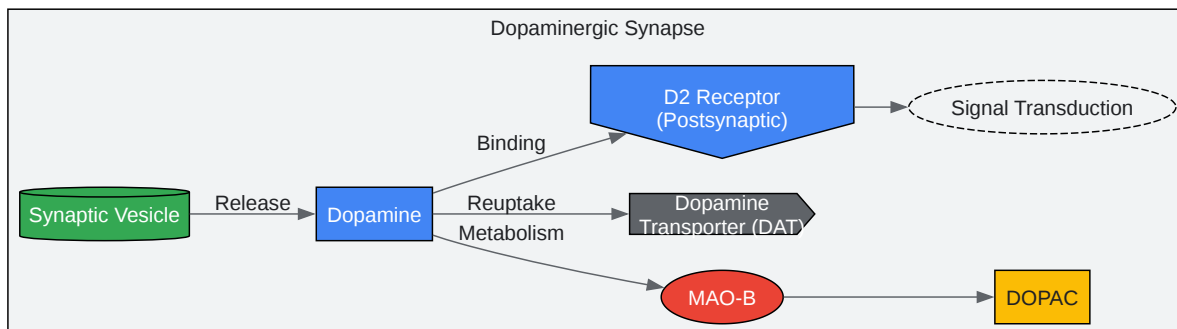 Dopaminergic Synapse
D2 Receptor
(Postsynaptic)
Signal Transduction
Binding
Synaptic Vesicle
Release
Dopamine
Reuptake
Dopamine
Transporter (DAT)
Metabolism
MAO-B
DOPAC